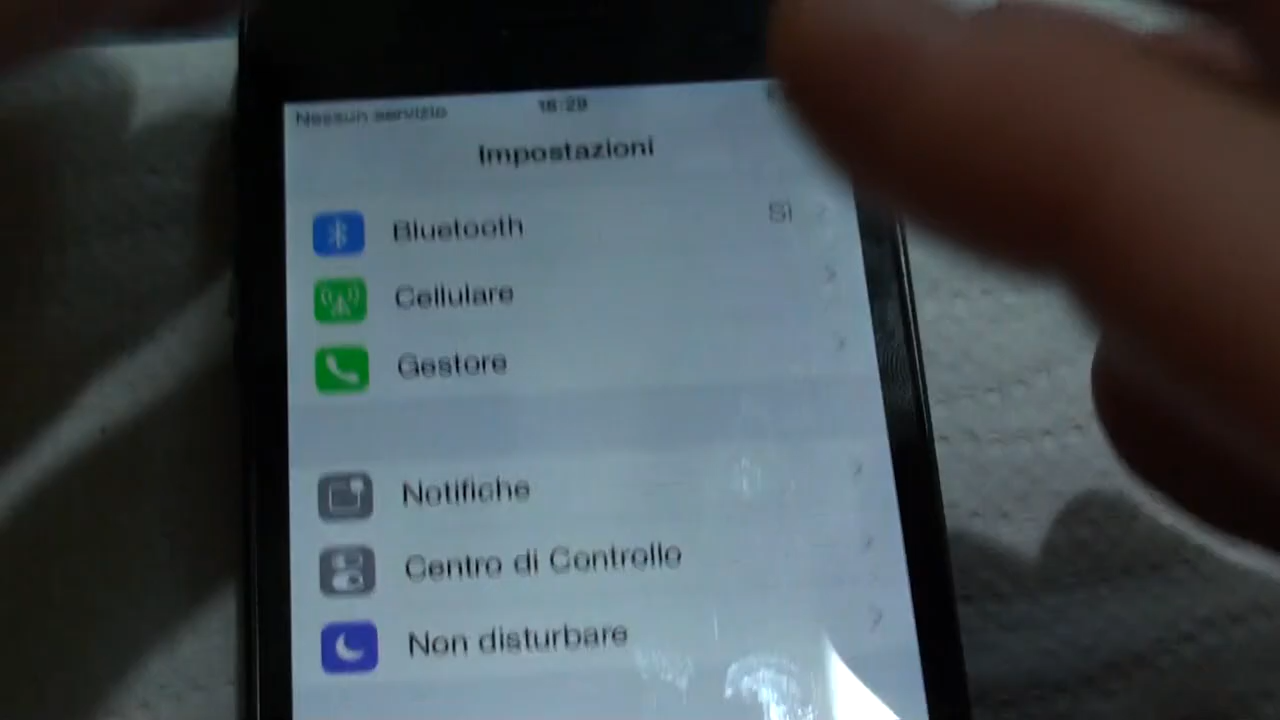 Nessun servizio 16:29
Impostazioni
Bluetooth Sì
Cellulare
Gestore
Notifiche
Centro di Controllo
Non disturbare